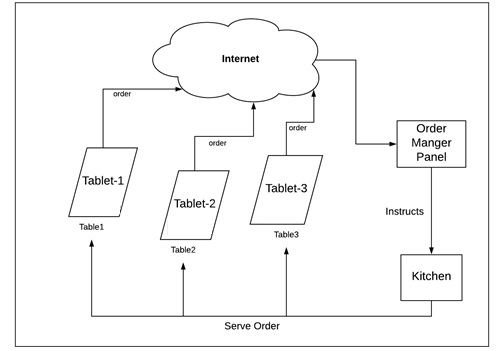 Internet
order
order
order
Order
Manger
Panel
Tablet-1
Tablet-2
Tablet-3
Table1
Table2
Table3
Instructs
Kitchen
Serve Order